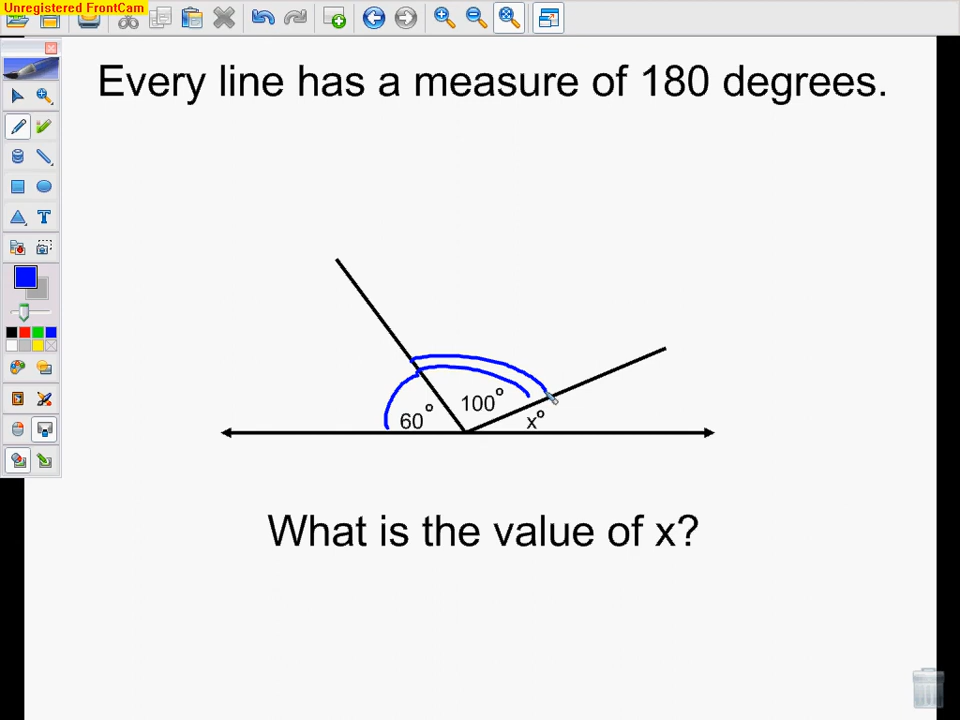 Unregistered FrontCam
Every line has a measure of 180 degrees.
60° 100° x°
What is the value of x?